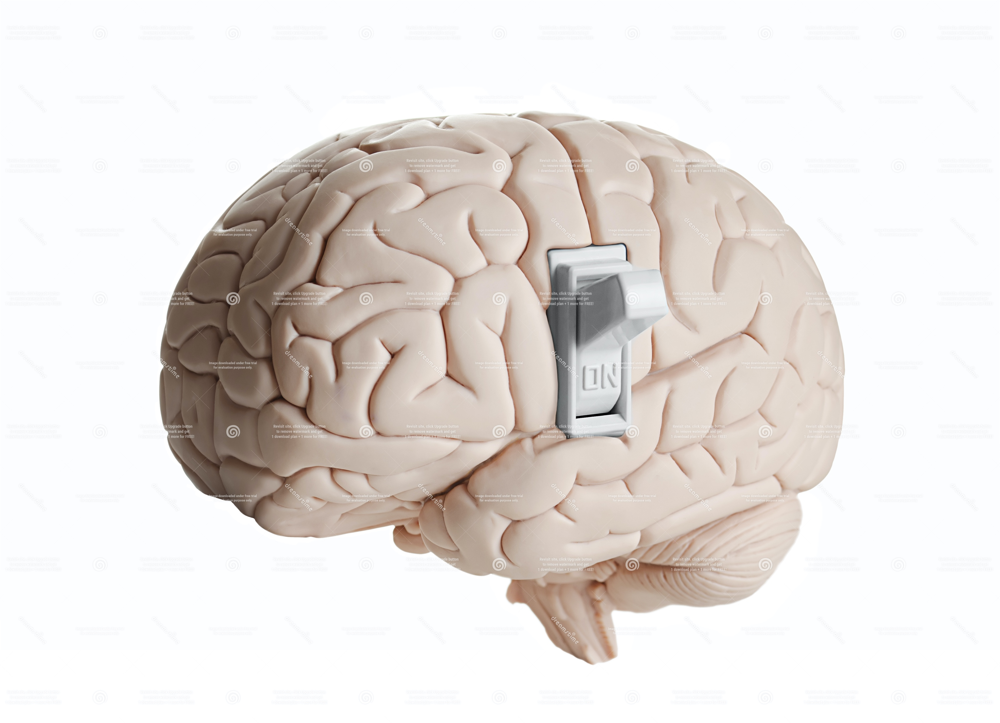 Revisit site, click Upgrade button
to remove watermark and get
1 download plan + 1 more for FREE!
Image downloaded under free trial
for evaluation purpose only.
dreamstime
ON